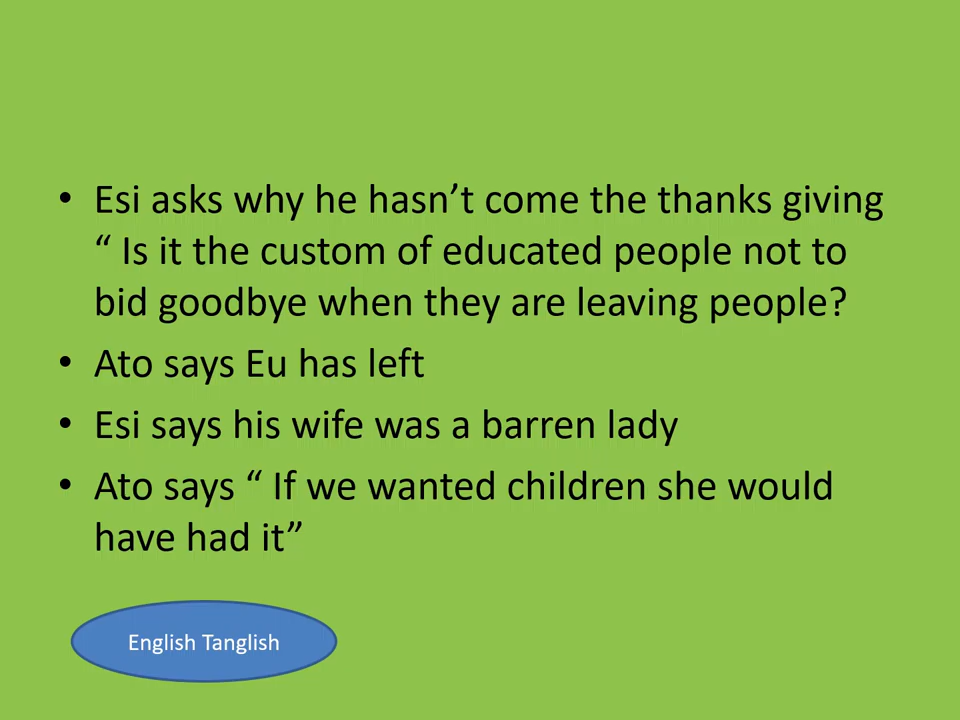 • Esi asks why he hasn’t come the thanks giving
“ Is it the custom of educated people not to
bid goodbye when they are leaving people?
• Ato says Eu has left
• Esi says his wife was a barren lady
• Ato says “ If we wanted children she would
have had it”
English Tanglish